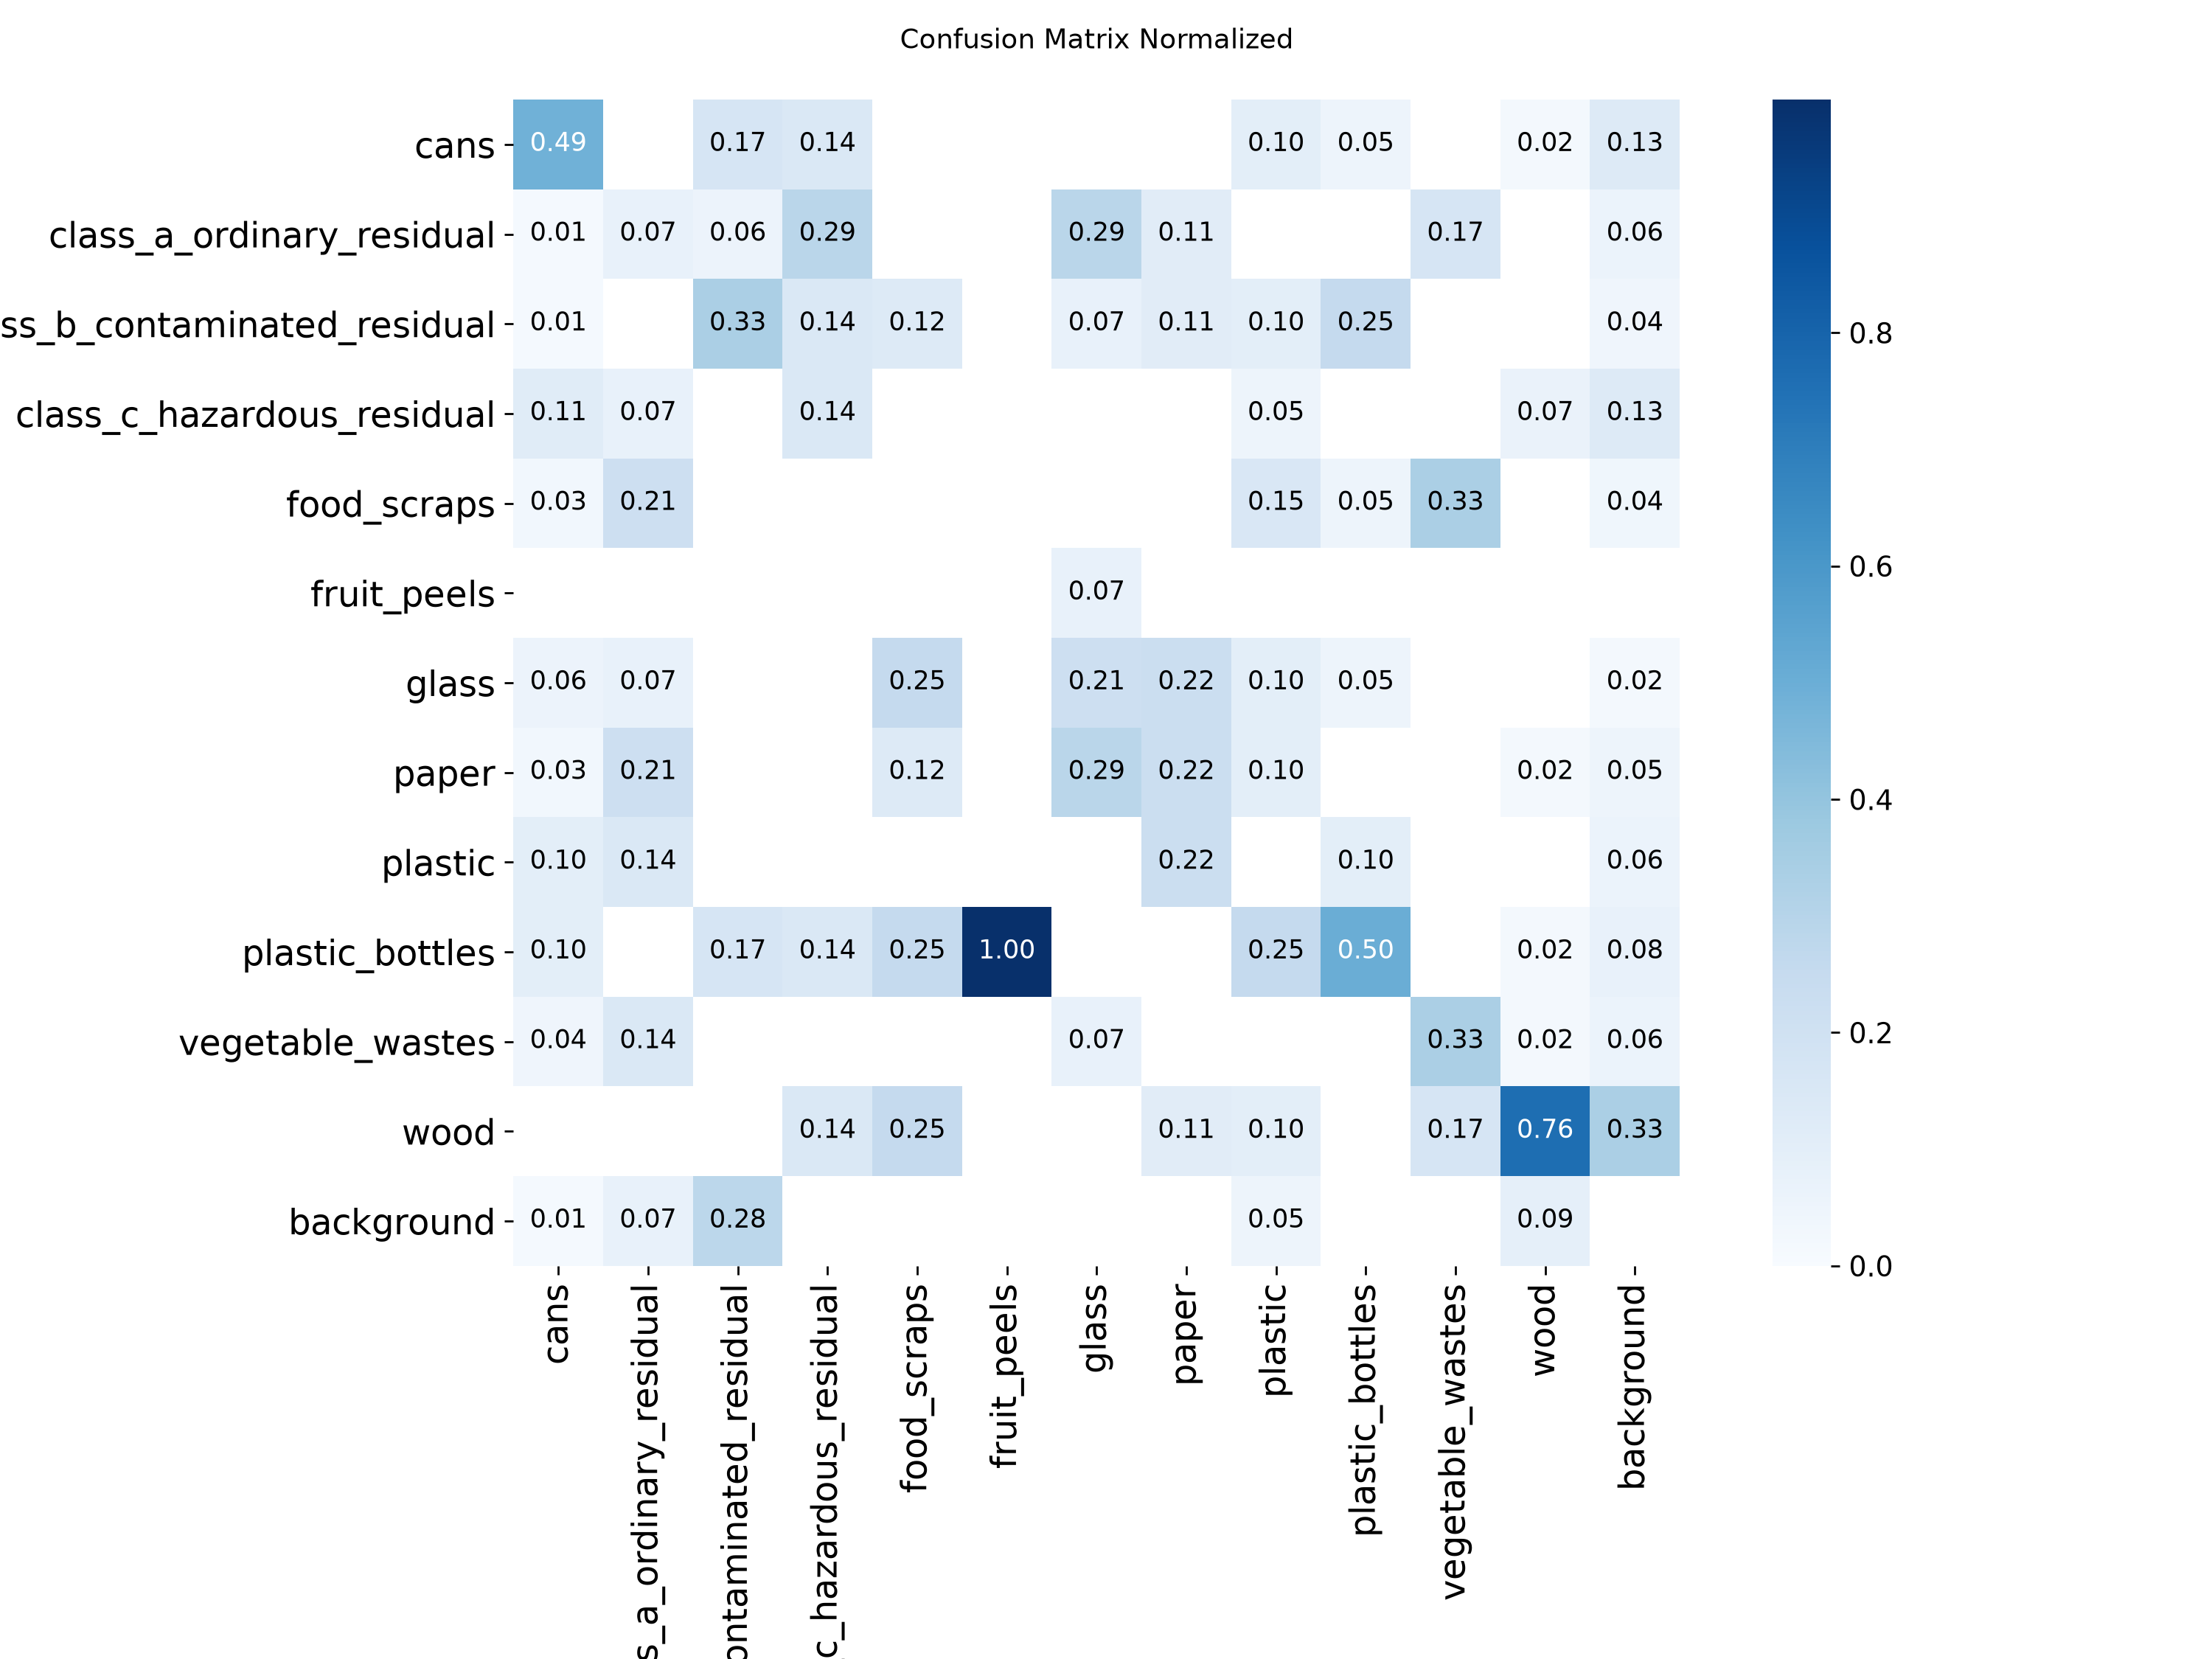 Confusion Matrix Normalized
cans 0.49 0.17 0.14 0.10 0.05 0.02 0.13
class_a_ordinary_residual 0.01 0.07 0.06 0.29 0.29 0.11 0.17 0.06
ss_b_contaminated_residual 0.01 0.33 0.14 0.12 0.07 0.11 0.10 0.25 0.04
class_c_hazardous_residual 0.11 0.07 0.14 0.05 0.07 0.13
food_scraps 0.03 0.21 0.15 0.05 0.33 0.04
fruit_peels 0.07
glass 0.06 0.07 0.25 0.21 0.22 0.10 0.05 0.02
paper 0.03 0.21 0.12 0.29 0.22 0.10 0.02 0.05
plastic 0.10 0.14 0.22 0.10 0.06
plastic_bottles 0.10 0.17 0.14 0.25 1.00 0.25 0.50 0.02 0.08
vegetable_wastes 0.04 0.14 0.07 0.33 0.02 0.06
wood 0.14 0.25 0.11 0.10 0.17 0.76 0.33
background 0.01 0.07 0.28 0.05 0.09
cans
s_a_ordinary_residual
ontaminated_residual
c_hazardous_residual
food_scraps
fruit_peels
glass
paper
plastic
plastic_bottles
vegetable_wastes
wood
background
0.8
0.6
0.4
0.2
0.0